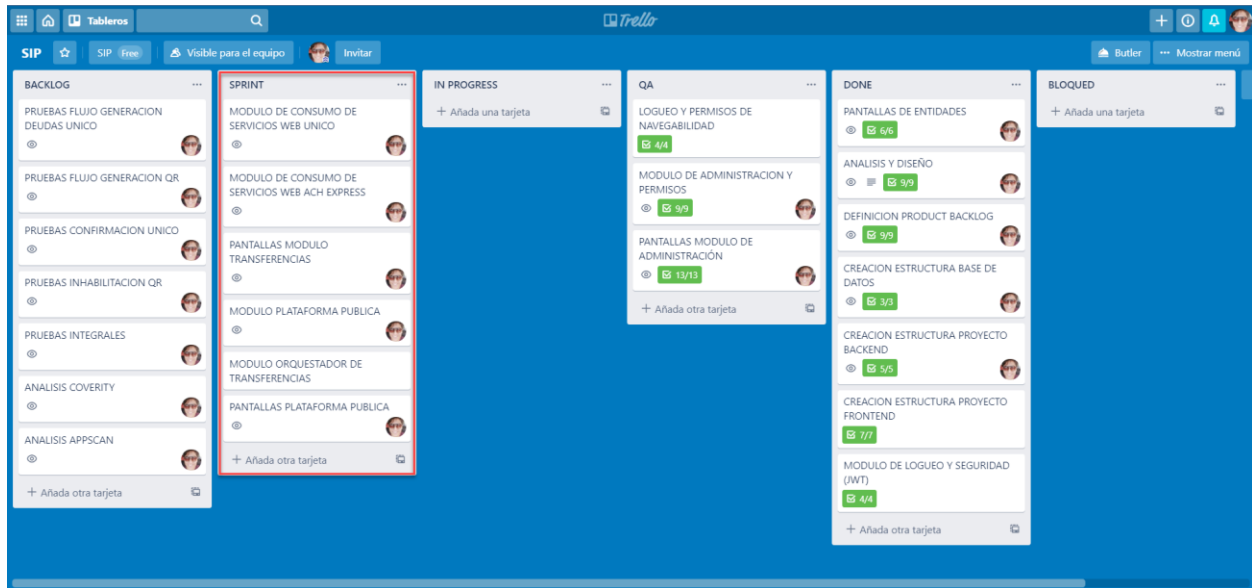 Tableros
Trello
SIP
SIP Free
Visible para el equipo
Invitar
Butler
... Mostrar menú
BACKLOG
PRUEBAS FLUJO GENERACION
DEUDAS UNICO
PRUEBAS FLUJO GENERACION QR
PRUEBAS CONFIRMACION UNICO
PRUEBAS INHABILITACION QR
PRUEBAS INTEGRALES
ANALISIS COVERITY
ANALISIS APPSCAN
+ Añada otra tarjeta
SPRINT
MODULO DE CONSUMO DE
SERVICIOS WEB UNICO
MODULO DE CONSUMO DE
SERVICIOS WEB ACH EXPRESS
PANTALLAS MODULO
TRANSFERENCIAS
MODULO PLATAFORMA PUBLICA
MODULO ORQUESTADOR DE
TRANSFERENCIAS
PANTALLAS PLATAFORMA PUBLICA
+ Añada otra tarjeta
IN PROGRESS
+ Añada una tarjeta
QA
LOGUEO Y PERMISOS DE
NAVEGABILIDAD
4/4
MODULO DE ADMINISTRACION Y
PERMISOS
9/9
PANTALLAS MODULO DE
ADMINISTRACIÓN
13/13
+ Añada otra tarjeta
DONE
PANTALLAS DE ENTIDADES
6/6
ANALISIS Y DISEÑO
9/9
DEFINICION PRODUCT BACKLOG
9/9
CREACION ESTRUCTURA BASE DE
DATOS
3/3
CREACION ESTRUCTURA PROYECTO
BACKEND
5/5
CREACION ESTRUCTURA PROYECTO
FRONTEND
7/7
MODULO DE LOGUEO Y SEGURIDAD
(JWT)
4/4
+ Añada otra tarjeta
BLOQUED
+ Añada una tarjeta